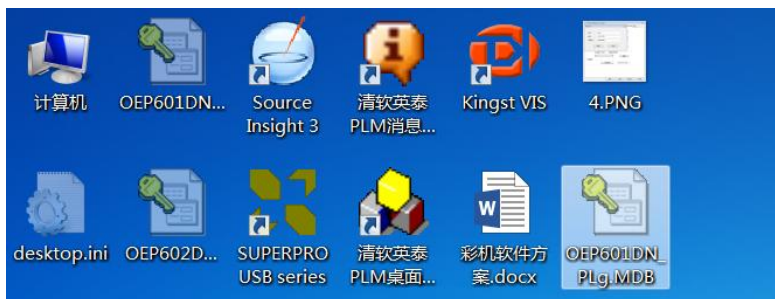 计算机
OEP601DN...
Source
Insight 3
清软英泰
PLM消息...
Kingst VIS
4.PNG
desktop.ini
OEP602D...
SUPERPRO
USB series
清软英泰
PLM桌面...
W
彩机软件方
案.docx
OEP601DN_
PLg.MDB